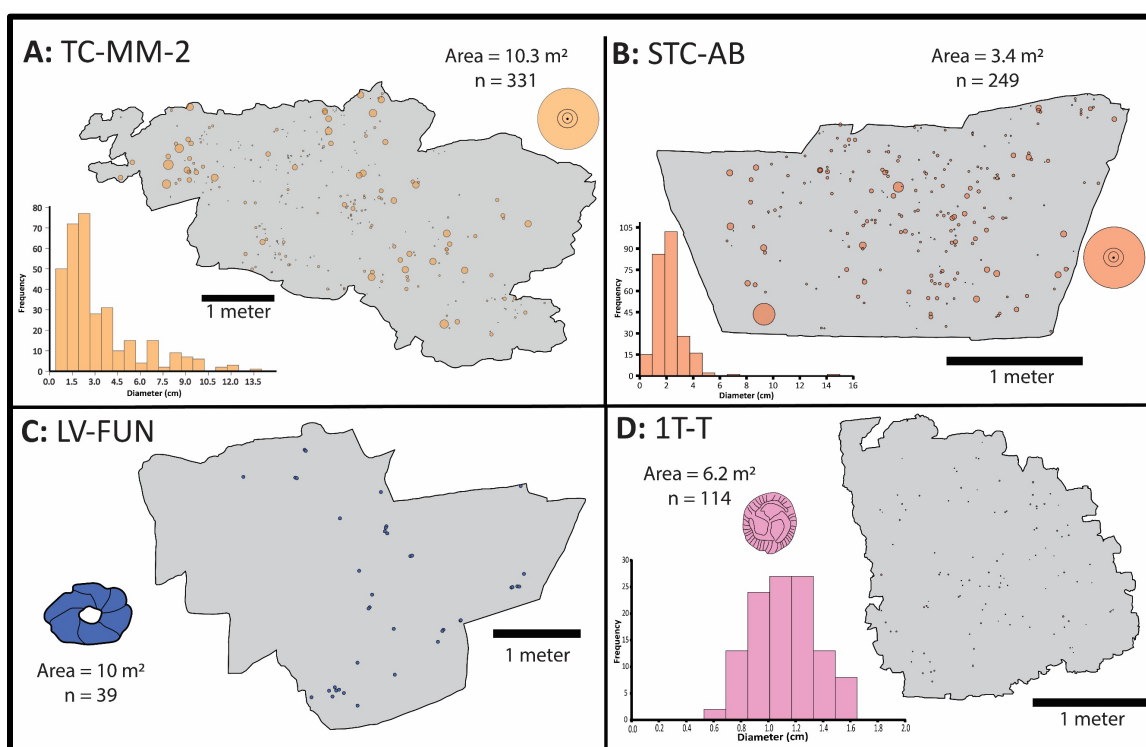 A: TC-MM-2
Area = 10.3 m²
n = 331
80
70
60
50
40
30
20
10
0
Frequency
0.0 1.5 3.0 4.5 6.0 7.5 9.0 10.5 12.0 13.5
Diameter (cm)
1 meter
B: STC-AB
Area = 3.4 m²
n = 249
105
90
75
60
45
30
15
0
Frequency
0 2 4 6 8 10 12 14 16
Diameter (cm)
1 meter
C: LV-FUN
Area = 10 m²
n = 39
1 meter
D: 1T-T
Area = 6.2 m²
n = 114
30
25
20
15
10
5
0
Frequency
0.0 0.2 0.4 0.6 0.8 1.0 1.2 1.4 1.6 2.0
Diameter (cm)
1 meter